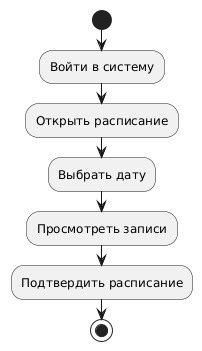 Войти в систему
Открыть расписание
Выбрать дату
Просмотреть записи
Подтвердить расписание